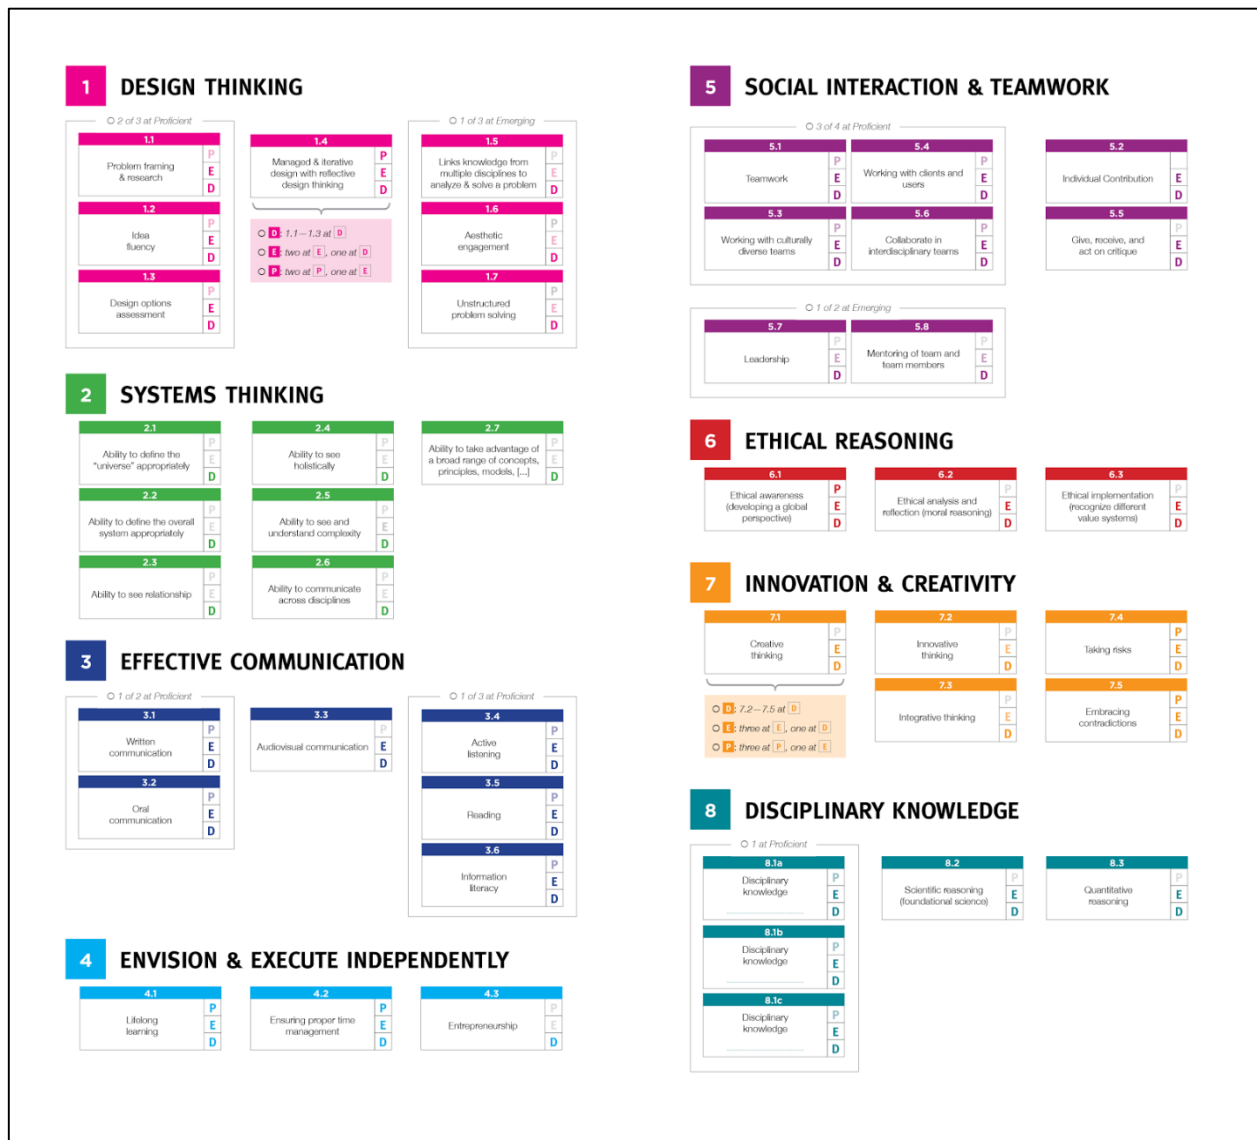 1 DESIGN THINKING
2 of 3 at Proficient
1.1
Problem framing
& research
P
E
D
1.2
Idea
fluency
P
E
D
1.3
Design options
assessment
P
E
D
1.4
Managed & iterative
design with reflective
design thinking
P
E
D
D: 1.1 – 1.3 at D
E: two at E, one at D
P: two at P, one at E
1 of 3 at Emerging
1.5
Links knowledge from
multiple disciplines to
analyze & solve a problem
P
E
D
1.6
Aesthetic
engagement
P
E
D
1.7
Unstructured
problem solving
P
E
D
2 SYSTEMS THINKING
2.1
Ability to define the
"universe" appropriately
P
E
D
2.2
Ability to define the overall
system appropriately
P
E
D
2.3
Ability to see relationship
P
E
D
2.4
Ability to see
holistically
P
E
D
2.5
Ability to see and
understand complexity
P
E
D
2.6
Ability to communicate
across disciplines
P
E
D
2.7
Ability to take advantage of
a broad range of concepts,
principles, models, [...]
P
E
D
3 EFFECTIVE COMMUNICATION
1 of 2 at Proficient
3.1
Written
communication
P
E
D
3.2
Oral
communication
P
E
D
3.3
Audiovisual communication
P
E
D
1 of 3 at Proficient
3.4
Active
listening
P
E
D
3.5
Reading
P
E
D
3.6
Information
literacy
P
E
D
4 ENVISION & EXECUTE INDEPENDENTLY
4.1
Lifelong
learning
P
E
D
4.2
Ensuring proper time
management
P
E
D
4.3
Entrepreneurship
P
E
D
5 SOCIAL INTERACTION & TEAMWORK
3 of 4 at Proficient
5.1
Teamwork
P
E
D
5.4
Working with clients and
users
P
E
D
5.3
Working with culturally
diverse teams
P
E
D
5.6
Collaborate in
interdisciplinary teams
P
E
D
5.2
Individual Contribution
E
D
5.5
Give, receive, and
act on critique
P
E
D
1 of 2 at Emerging
5.7
Leadership
P
E
D
5.8
Mentoring of team and
team members
P
E
D
6 ETHICAL REASONING
6.1
Ethical awareness
(developing a global
perspective)
P
E
D
6.2
Ethical analysis and
reflection (moral reasoning)
P
E
D
6.3
Ethical implementation
(recognize different
value systems)
P
E
D
7 INNOVATION & CREATIVITY
7.1
Creative
thinking
P
E
D
D: 7.2 – 7.5 at D
E: three at E, one at D
P: three at P, one at E
7.2
Innovative
thinking
P
E
D
7.3
Integrative thinking
P
E
D
7.4
Taking risks
P
E
D
7.5
Embracing
contradictions
P
E
D
8 DISCIPLINARY KNOWLEDGE
1 at Proficient
8.1a
Disciplinary
knowledge
P
E
D
8.1b
Disciplinary
knowledge
P
E
D
8.1c
Disciplinary
knowledge
P
E
D
8.2
Scientific reasoning
(foundational science)
P
E
D
8.3
Quantitative
reasoning
P
E
D